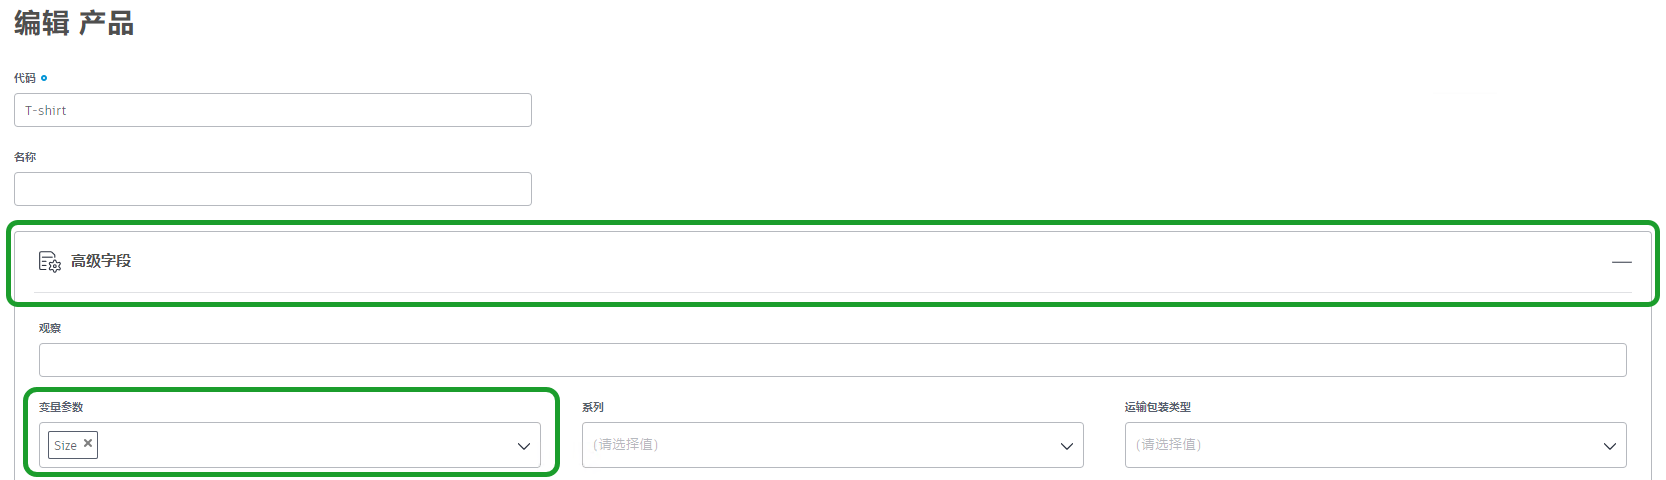 编辑 产品
代码
T-shirt
名称
高级字段
观察
变量参数
系列
运输包装类型
Size ×
(请选择值)
(请选择值)